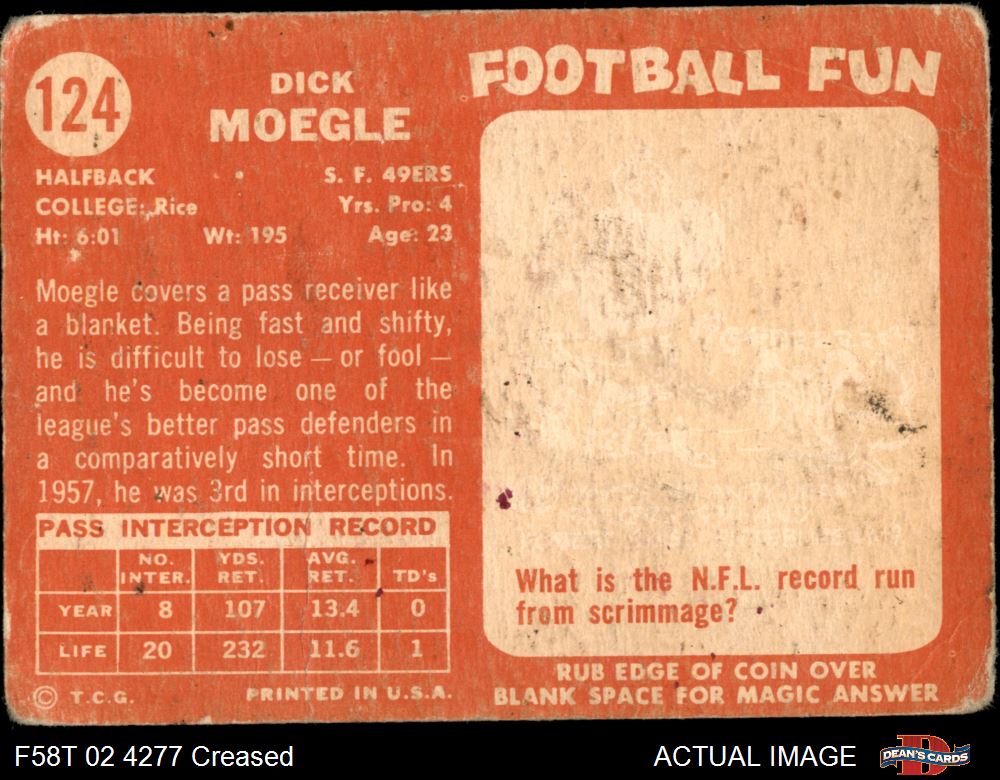 124
DICK
MOEGLE
HALFBACK S. F. 49ERS
COLLEGE: Rice Yrs. Pro: 4
Ht: 6:01 Wt: 195 Age: 23
Moegle covers a pass receiver like
a blanket. Being fast and shifty,
he is difficult to lose — or fool —
and he's become one of the
league's better pass defenders in
a comparatively short time. In
1957, he was 3rd in interceptions.
PASS INTERCEPTION RECORD
NO. INTER. YDS. RET. AVG. RET. TD's
YEAR 8 107 13.4 0
LIFE 20 232 11.6 1
© T.C.G. PRINTED IN U.S.A.
FOOTBALL FUN
What is the N.F.L. record run
from scrimmage?
RUB EDGE OF COIN OVER
BLANK SPACE FOR MAGIC ANSWER
F58T 02 4277 Creased
ACTUAL IMAGE
DEAN'S CARDS